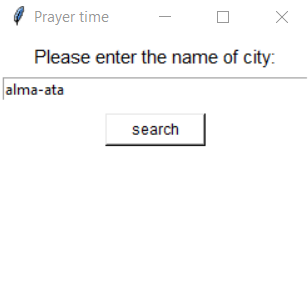 Prayer time
Please enter the name of city:
alma-ata
search